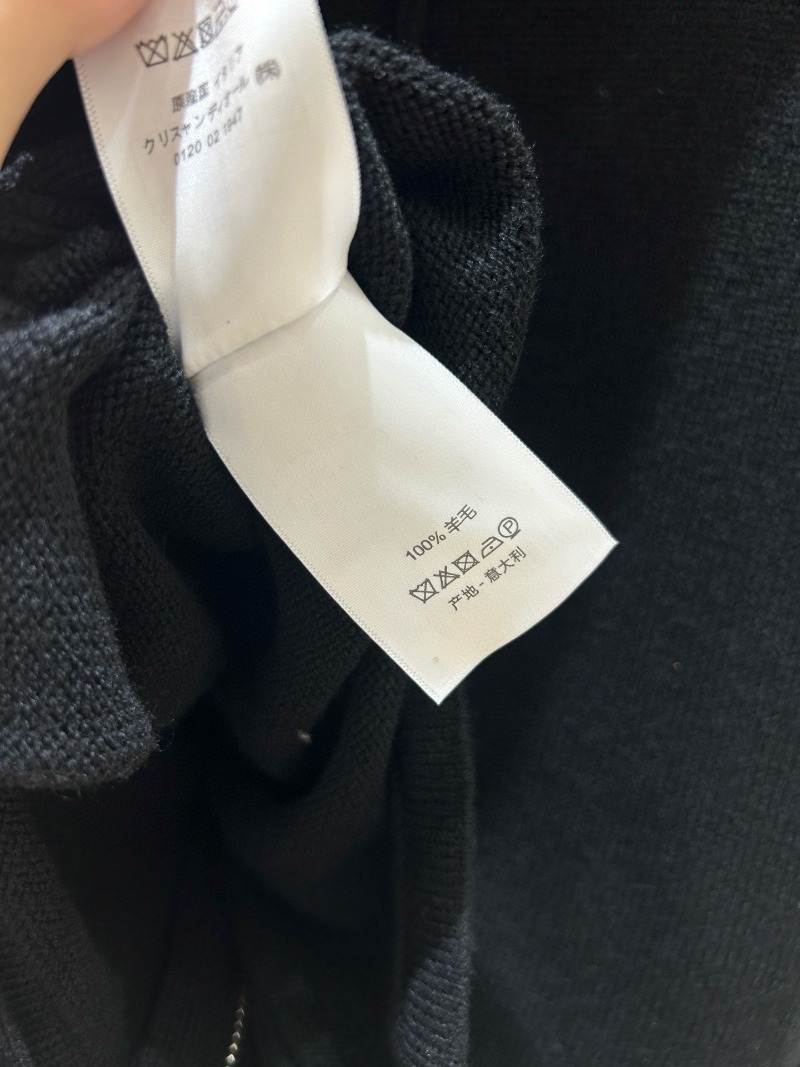 原産国 イタリア
クリスチャン ディオール ㈱
0120 02 1947
100% 羊毛
Ⓟ
产地 - 意大利